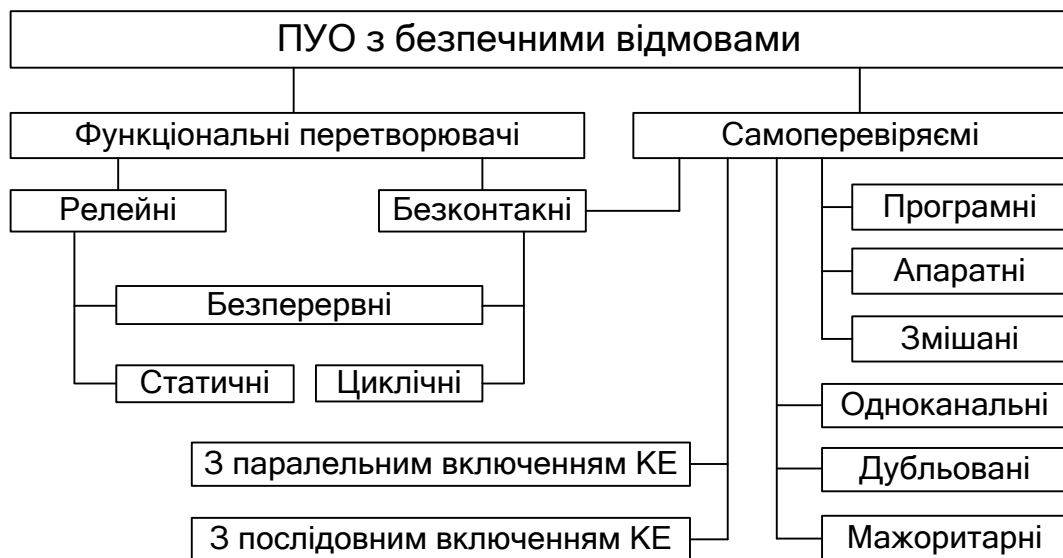 ПУО з безпечними відмовами
Функціональні перетворювачі
Самоперевіряємі
Релейні
Безконтакні
Програмні
Апаратні
Безперервні
Змішані
Статичні
Циклічні
Одноканальні
З паралельним включенням КЕ
Дубльовані
З послідовним включенням КЕ
Мажоритарні